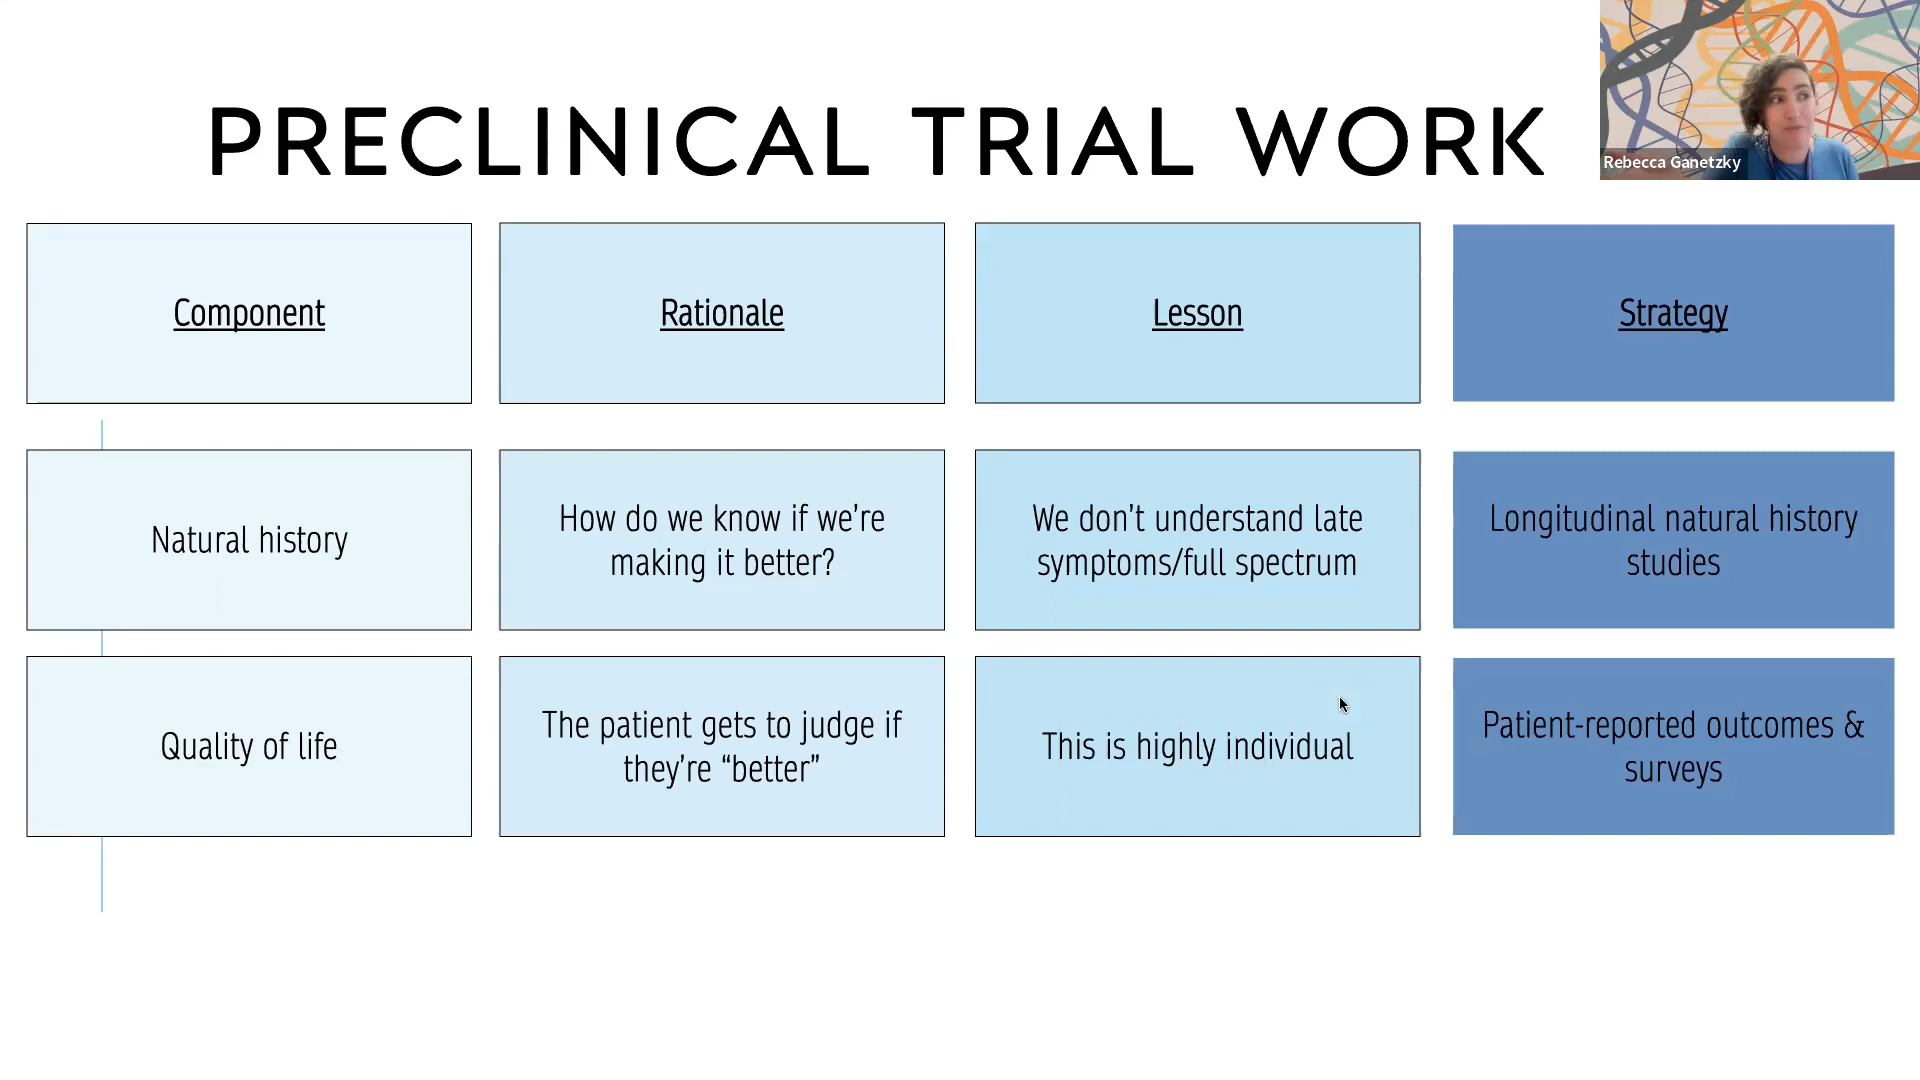 PRECLINICAL TRIAL WORK
Rebecca Ganetzky
Component
Rationale
Lesson
Strategy
Natural history
How do we know if we’re
making it better?
We don’t understand late
symptoms/full spectrum
Longitudinal natural history
studies
Quality of life
The patient gets to judge if
they’re “better”
This is highly individual
Patient-reported outcomes &
surveys